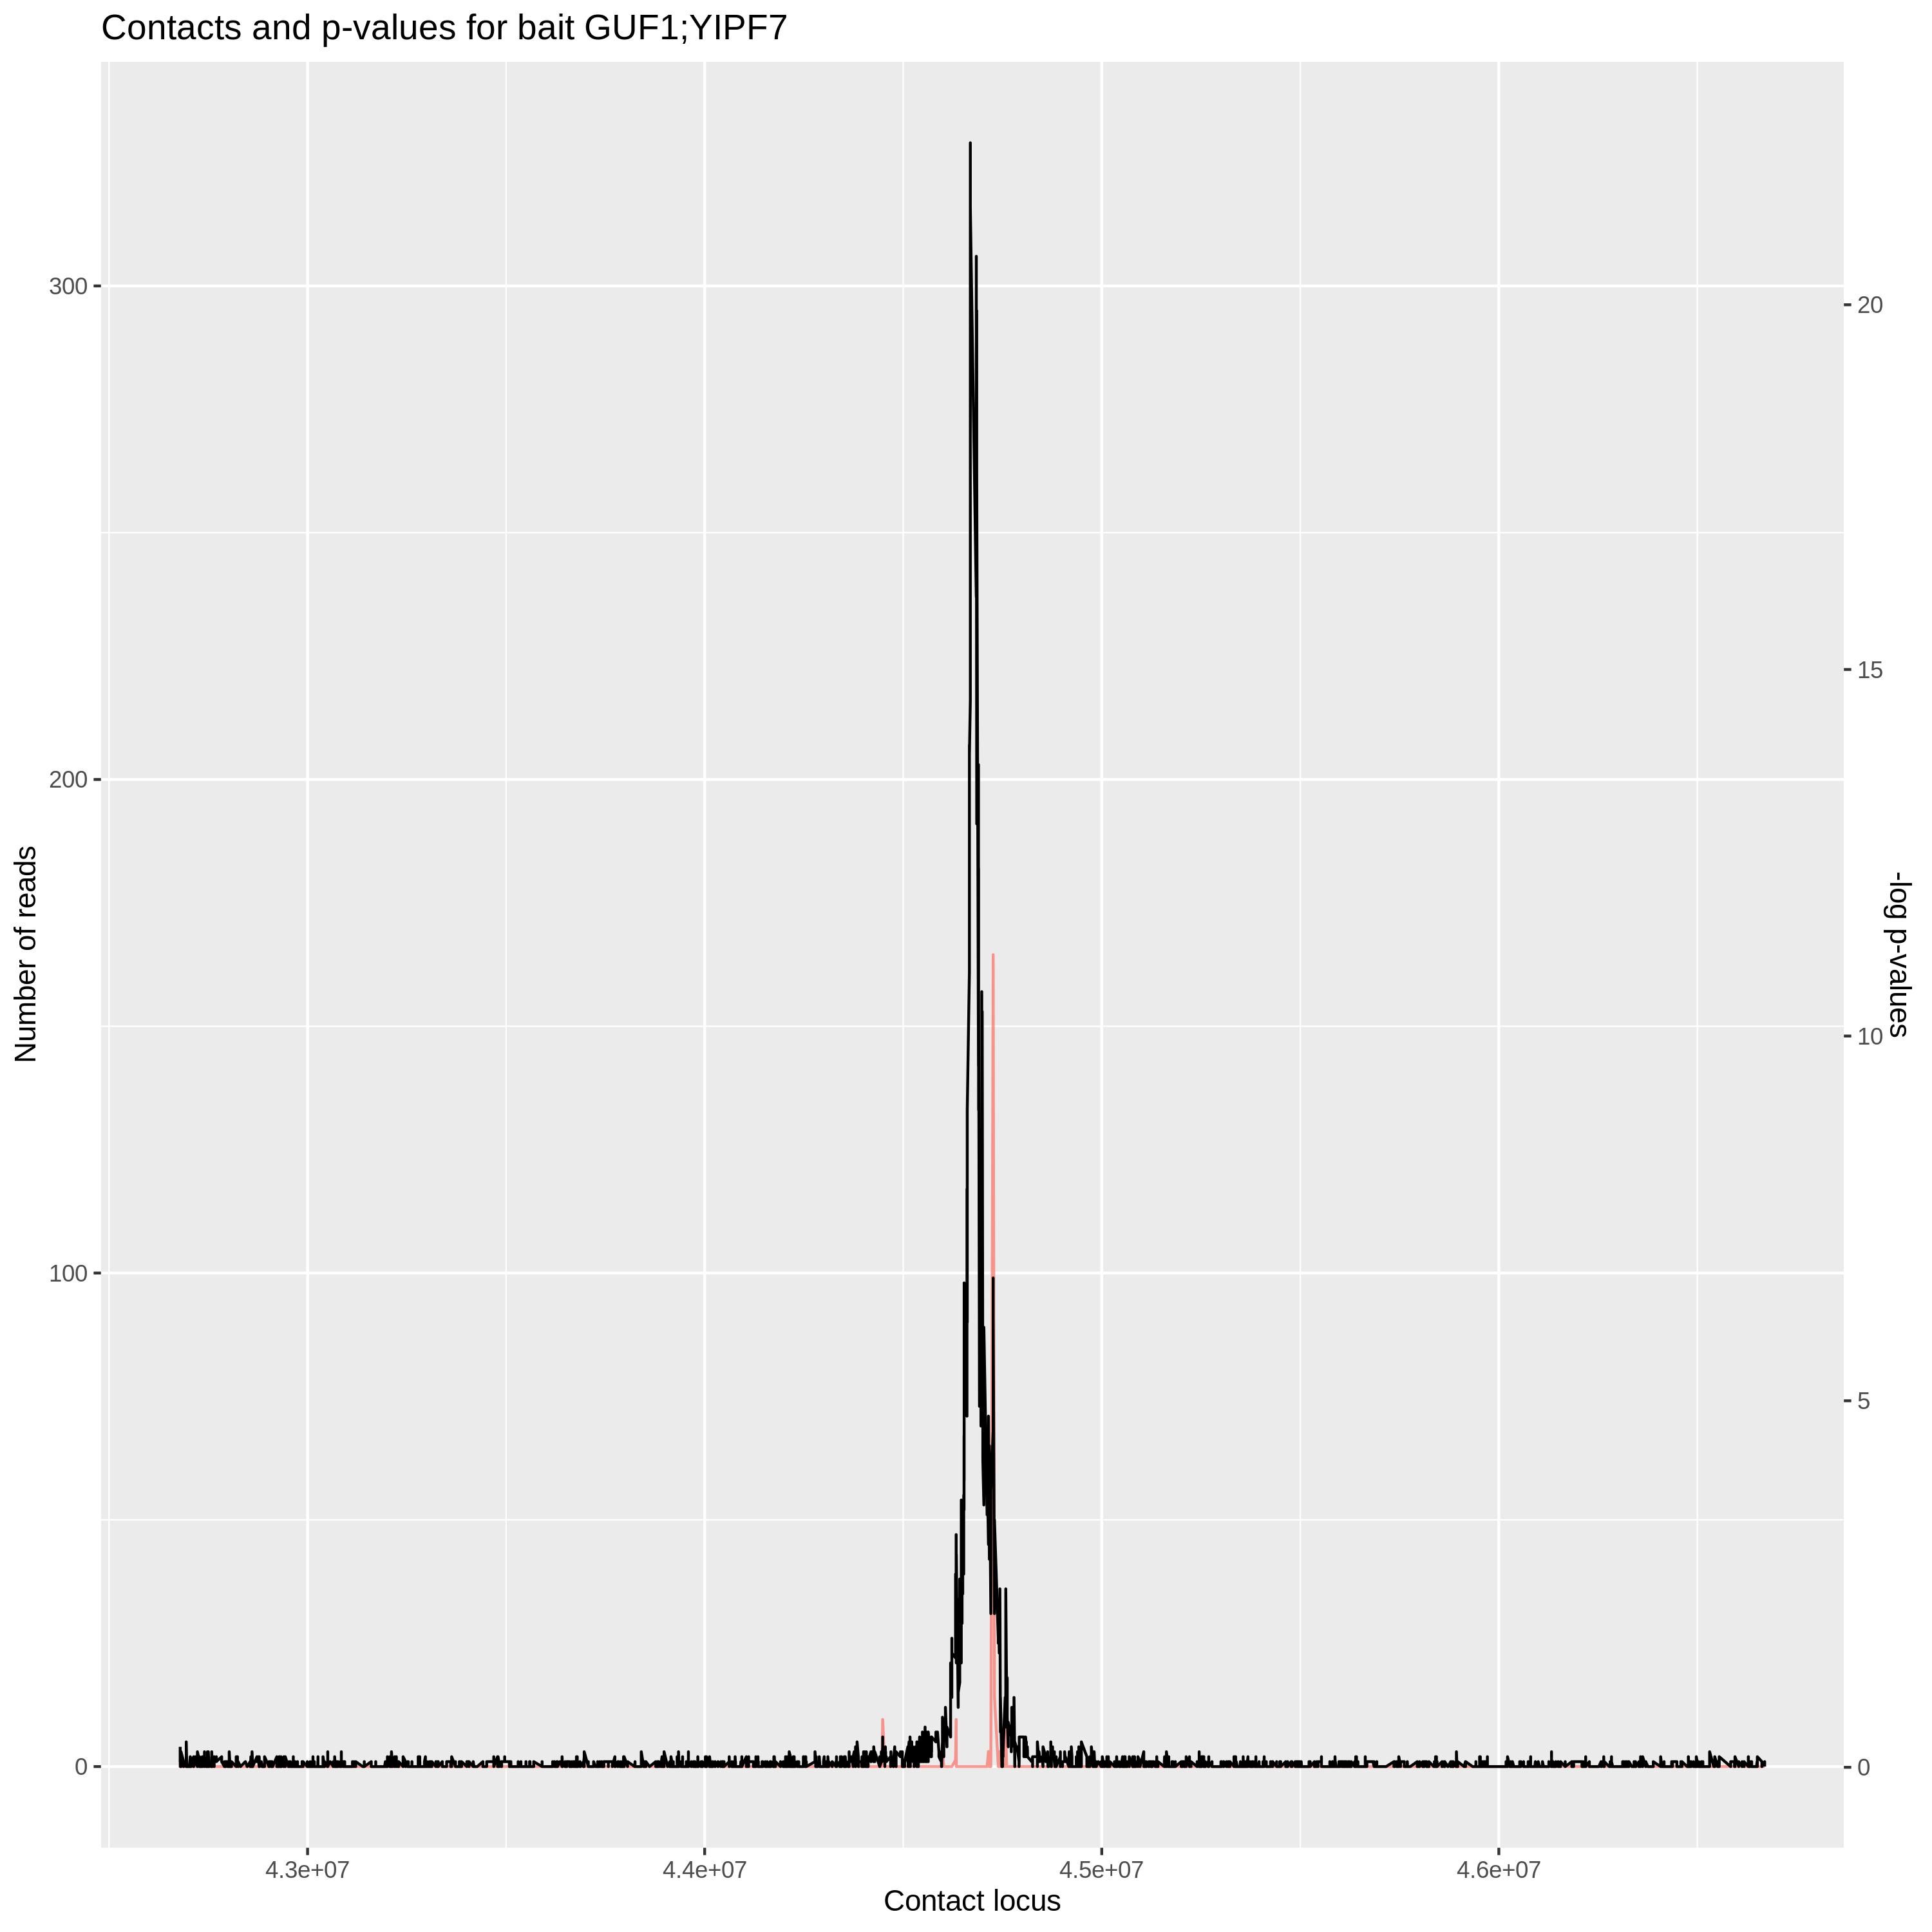 Contacts and p-values for bait GUF1;YIPF7
300
200
100
0
Number of reads
20
15
10
5
0
-log p-values
4.3e+07
4.4e+07
4.5e+07
4.6e+07
Contact locus